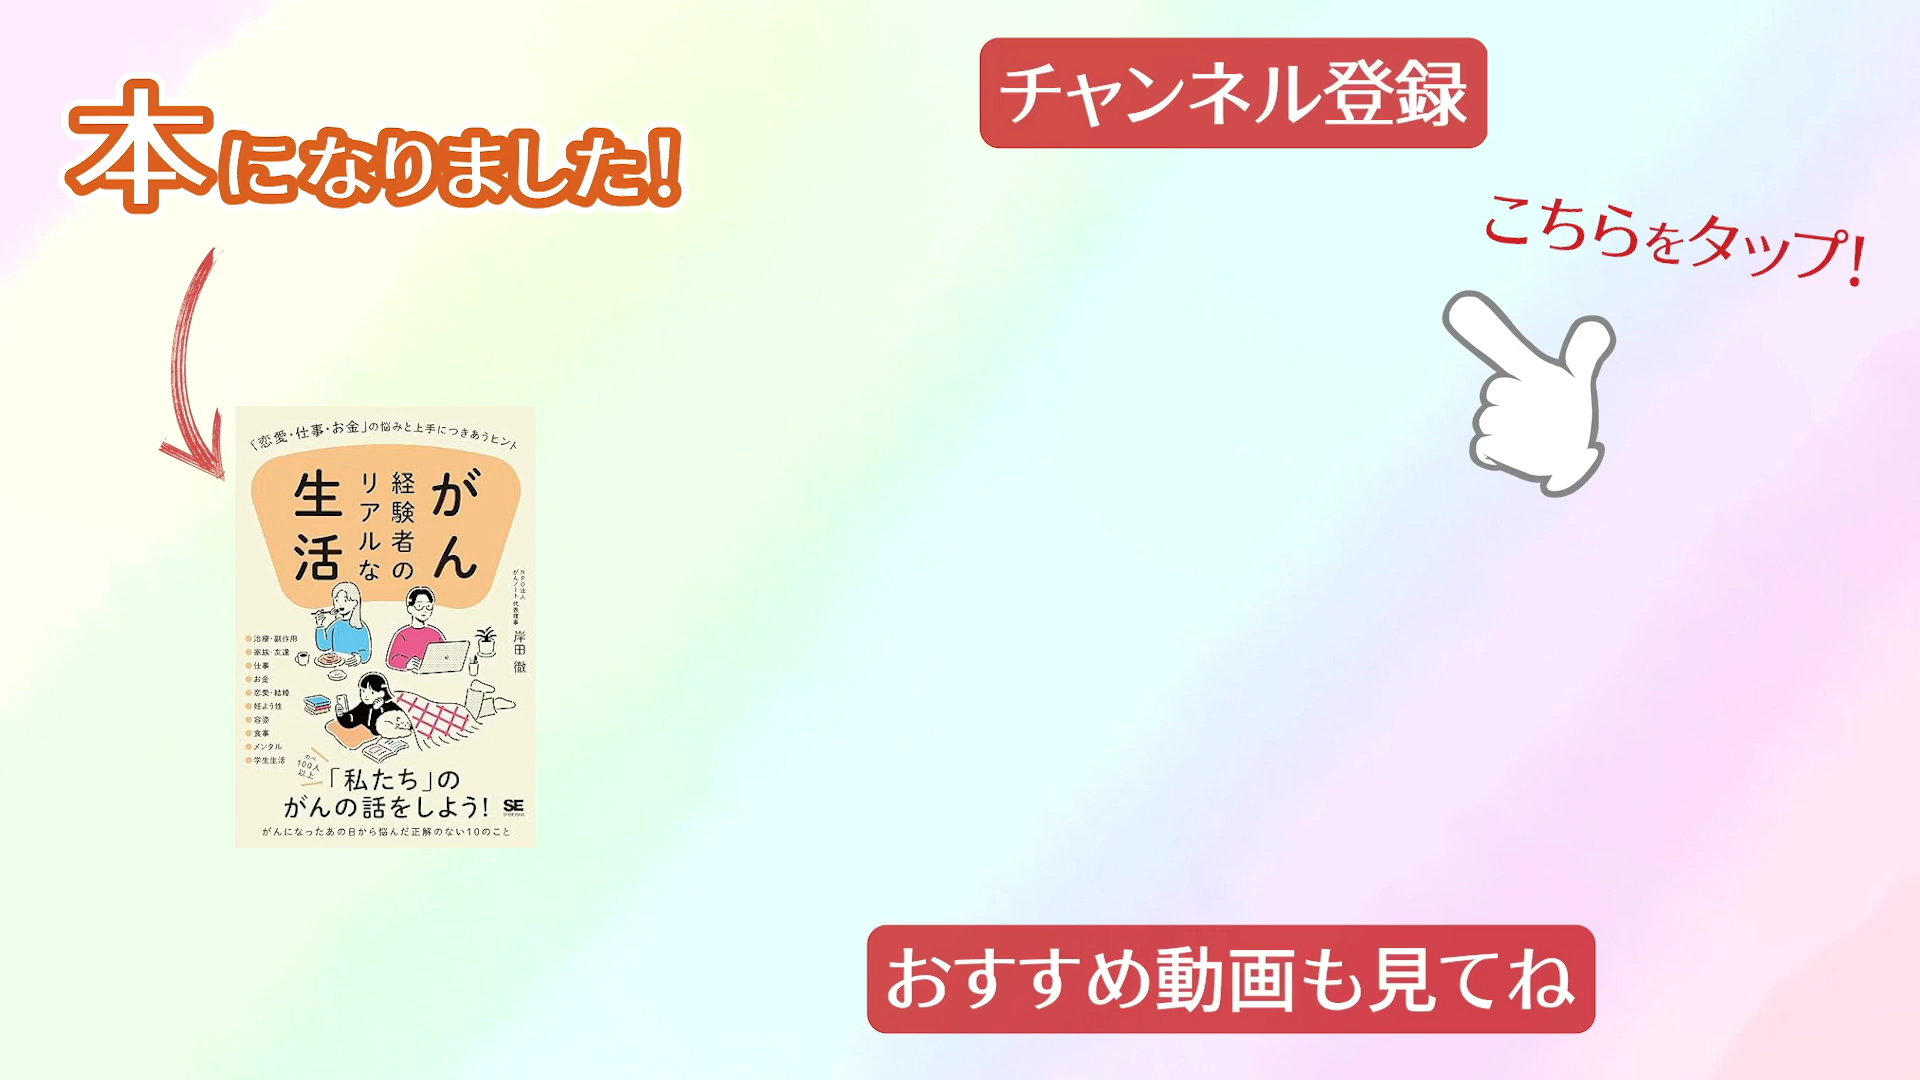 本になりました!
チャンネル登録
こちらをタップ!
「恋愛・仕事・お金」の悩みと上手につきあうヒント
がん
経験者の
リアルな
生活
NPO法人
がんノート 代表理事
岸田 徹
治療・副作用
家族・友達
仕事
お金
恋愛・結婚
妊よう性
容姿
食事
メンタル
学生生活
のべ
100人
以上
「私たち」の
がんの話をしよう!
SE
SHOEISHA
がんになったあの日から悩んだ正解のない10のこと
おすすめ動画も見てね